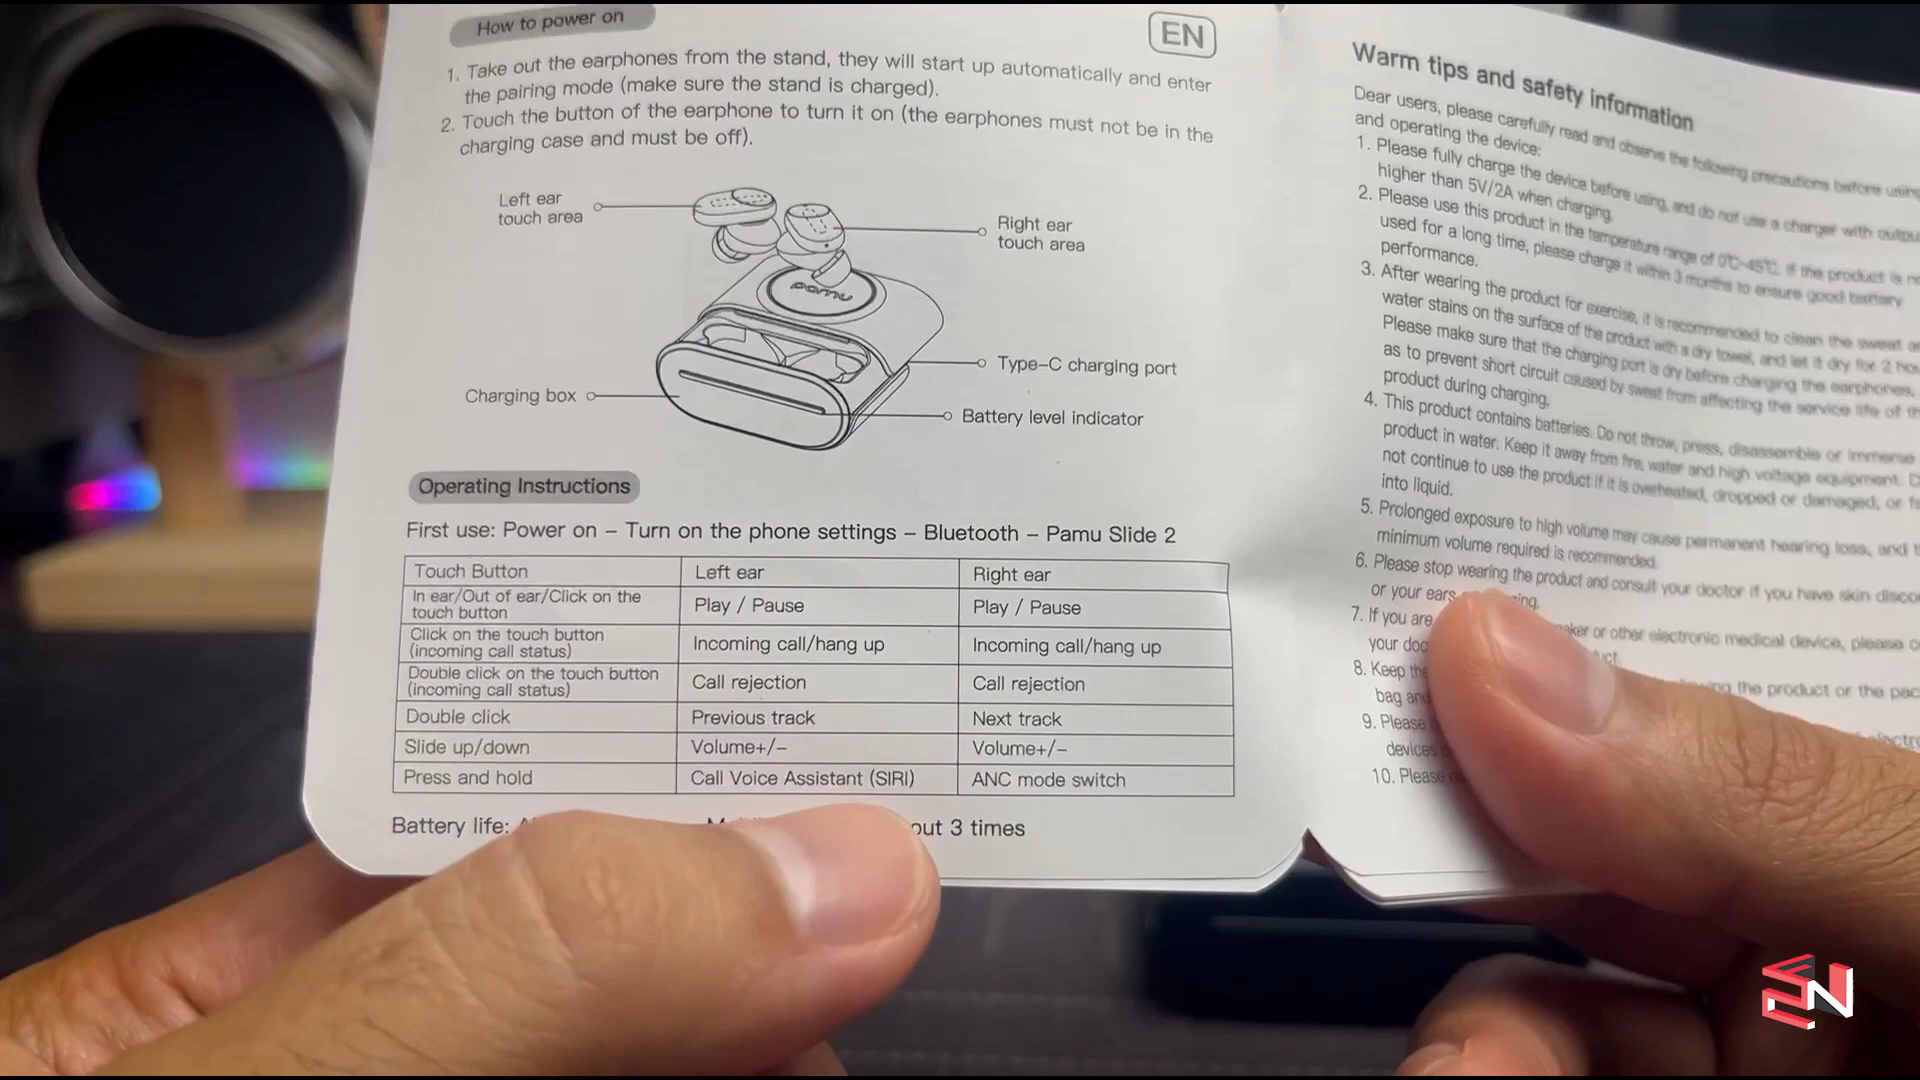 How to power on
EN
1. Take out the earphones from the stand, they will start up automatically and enter
the pairing mode (make sure the stand is charged).
2. Touch the button of the earphone to turn it on (the earphones must not be in the
charging case and must be off).
Left ear
touch area
Right ear
touch area
pamu
Type-C charging port
Charging box
Battery level indicator
Operating Instructions
First use: Power on – Turn on the phone settings – Bluetooth – Pamu Slide 2
Touch Button Left ear Right ear
In ear/Out of ear/Click on the
touch button Play / Pause Play / Pause
Click on the touch button
(incoming call status) Incoming call/hang up Incoming call/hang up
Double click on the touch button
(incoming call status) Call rejection Call rejection
Double click Previous track Next track
Slide up/down Volume+/– Volume+/–
Press and hold Call Voice Assistant (SIRI) ANC mode switch
Battery life: out 3 times
Warm tips and safety information
Dear users, please carefully read and observe the following precautions before using
and operating the device:
1. Please fully charge the device before using, and do not use a charger with output
higher than 5V/2A when charging.
2. Please use this product in the temperature range of 0℃-45℃. If the product is
used for a long time, please charge it within 3 months to ensure good battery
performance.
3. After wearing the product for exercise, it is recommended to clean the sweat
water stains on the surface of the product with a dry towel, and let it dry for 2
Please make sure that the charging port is dry before charging the earphones,
as to prevent short circuit caused by sweat from affecting the service life of
product during charging.
4. This product contains batteries. Do not throw, press, disassemble or immerse
product in water. Keep it away from fire, water and high voltage equipment.
not continue to use the product if it is overheated, dropped or damaged, or
into liquid.
5. Prolonged exposure to high volume may cause permanent hearing loss, and
minimum volume required is recommended.
6. Please stop wearing the product and consult your doctor if you have skin
or your ears
7. If you are or other electronic medical device, please
your
8. Keep the product or the
bag and
9. Please
devices
10. Please